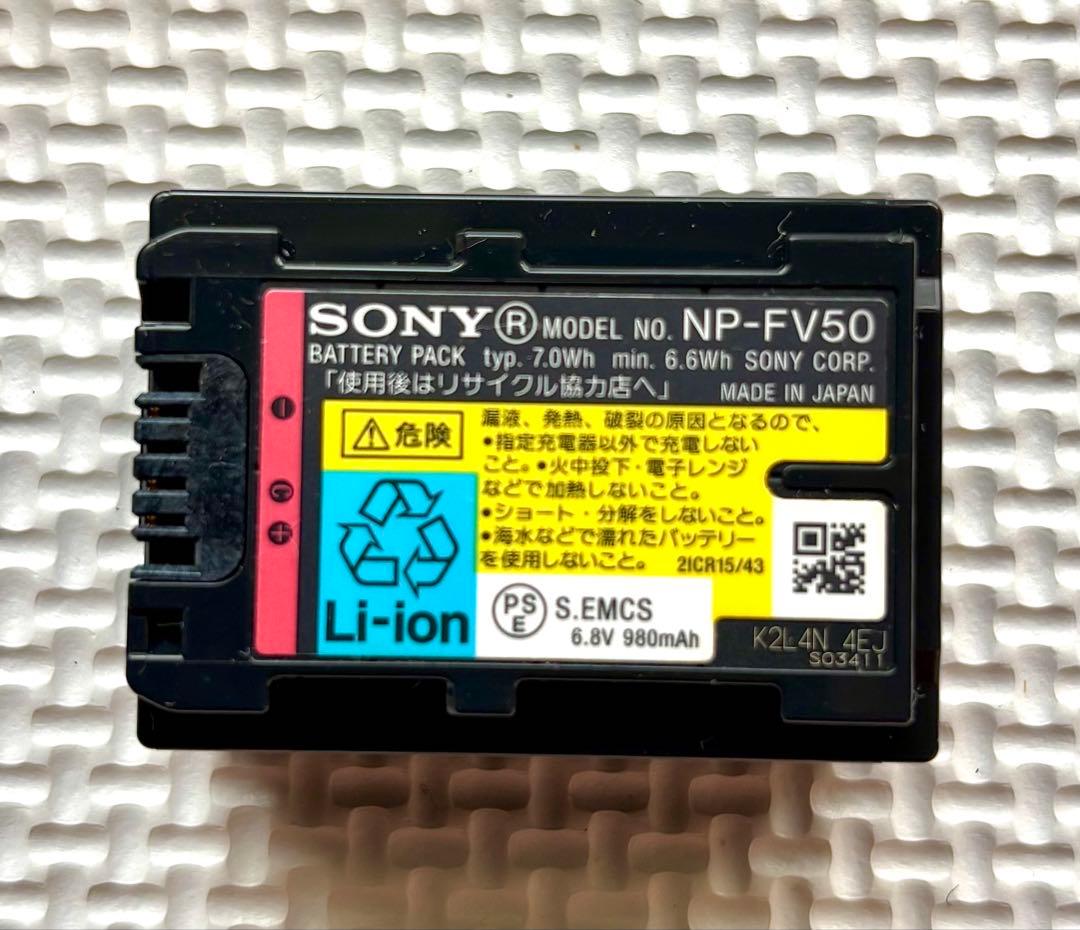 SONY® MODEL NO. NP-FV50
BATTERY PACK typ. 7.0Wh min. 6.6Wh SONY CORP.
「使用後はリサイクル協力店へ」 MADE IN JAPAN
⚠危険
漏液、発熱、破裂の原因となるので、
•指定充電器以外で充電しない
こと。•火中投下・電子レンジ
などで加熱しないこと。
•ショート・分解をしないこと。
•海水などで濡れたバッテリー
を使用しないこと。 2ICR15/43
Li-ion
PSE S.EMCS
6.8V 980mAh
K2L4N 4EJ
S03411
⊖
C
⊕